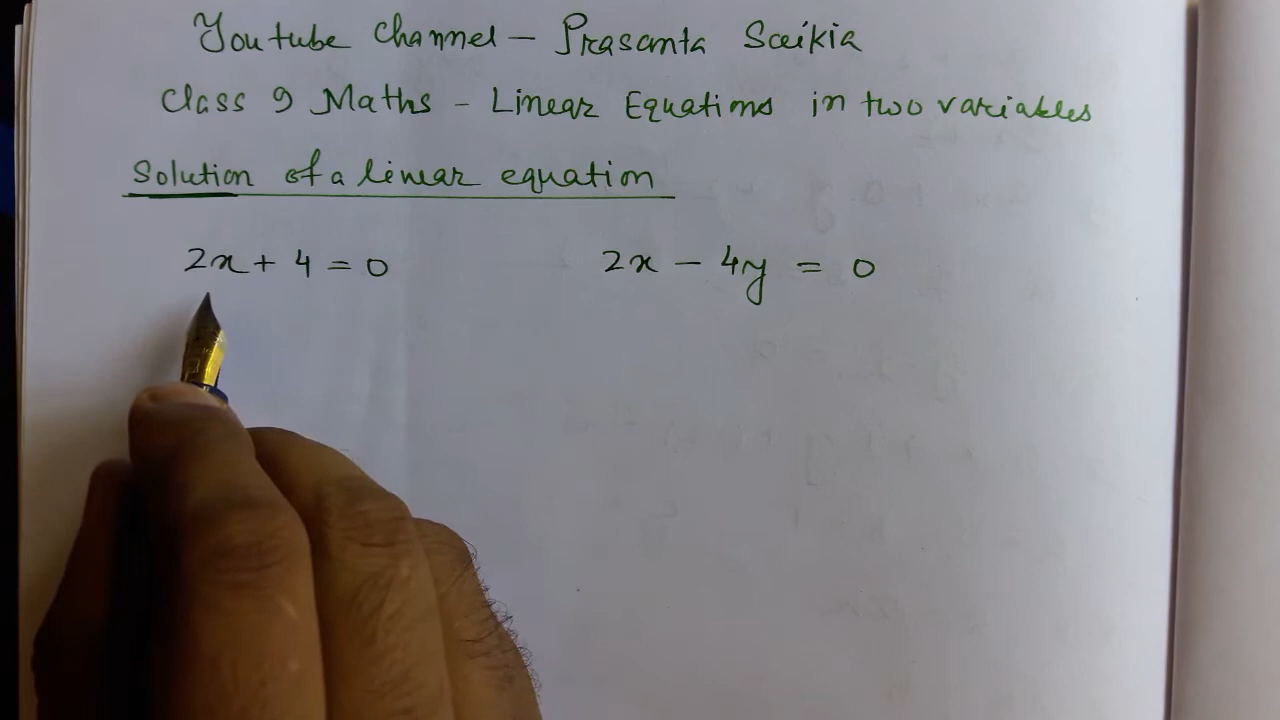 Youtube channel - Prasanta Saikia
Class 9 Maths - Linear Equations in two variables
Solution of a linear equation
2x + 4 = 0 2x - 4y = 0